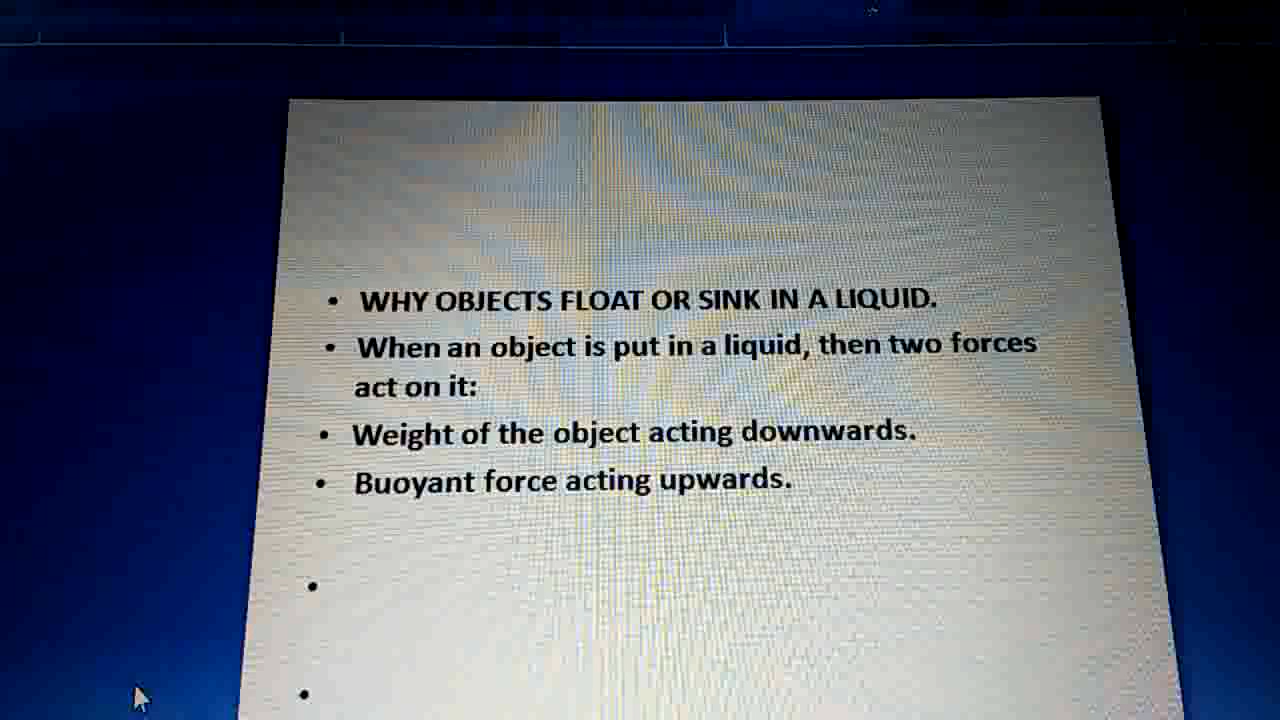 • WHY OBJECTS FLOAT OR SINK IN A LIQUID.
• When an object is put in a liquid, then two forces
act on it:
• Weight of the object acting downwards.
• Buoyant force acting upwards.
•
•